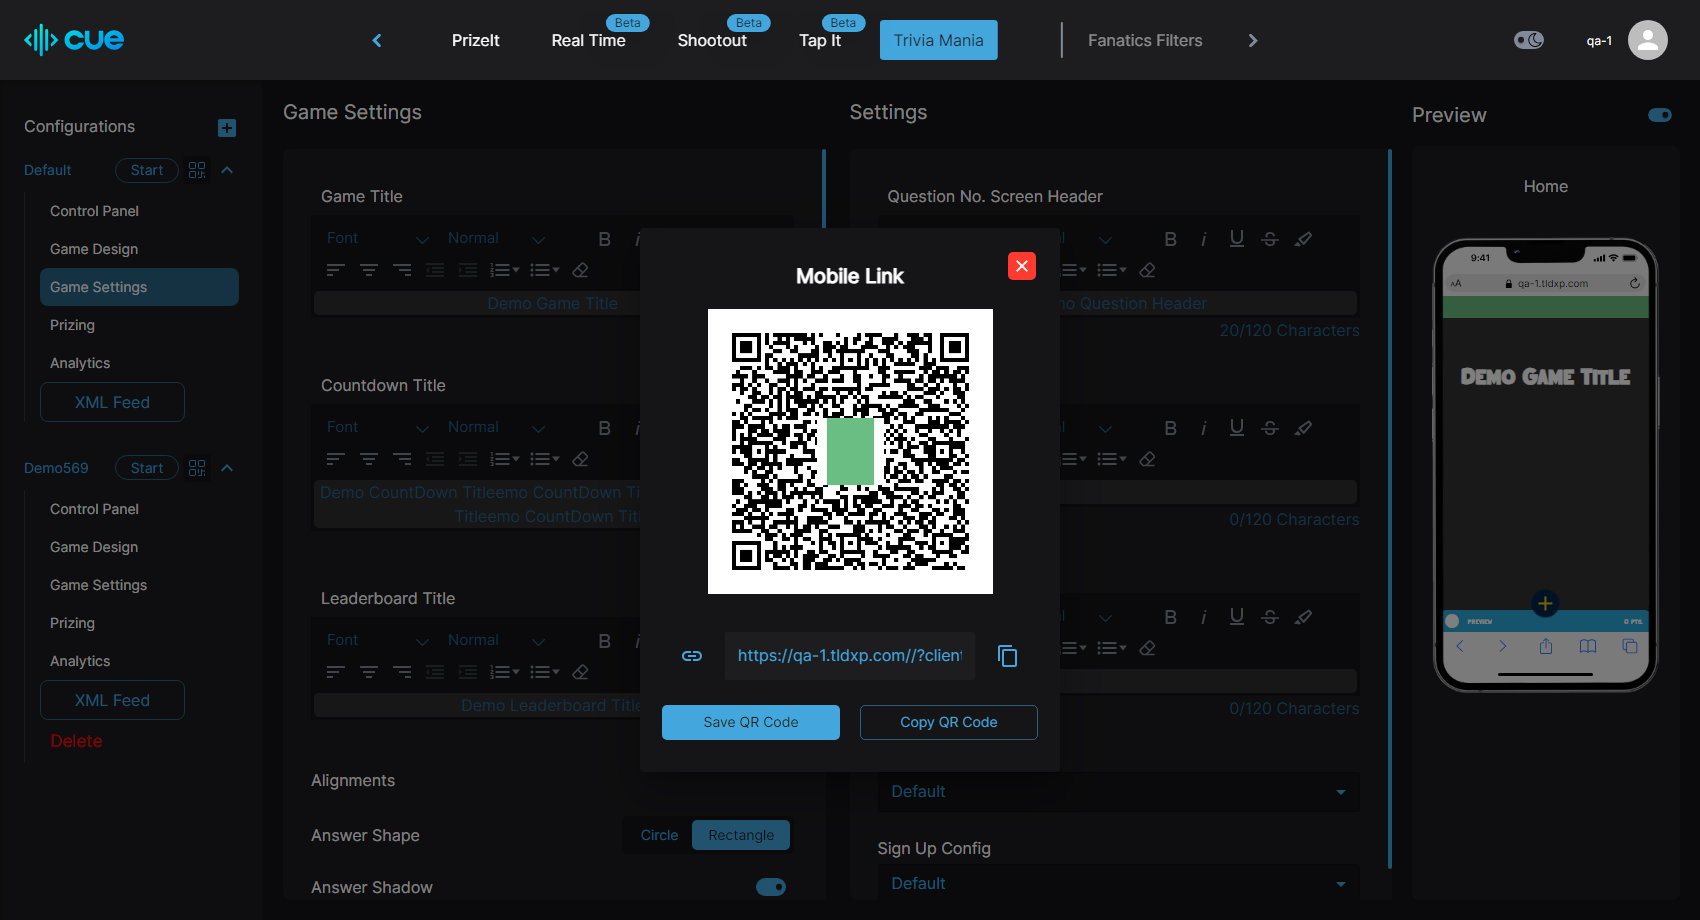 cue
PrizeIt
Real Time
Beta
Shootout
Beta
Tap It
Beta
Trivia Mania
Fanatics Filters
qa-1
Configurations
Default
Start
Control Panel
Game Design
Game Settings
Prizing
Analytics
XML Feed
Demo569
Start
Control Panel
Game Design
Game Settings
Prizing
Analytics
XML Feed
Delete
Game Settings
Game Title
Font
Normal
B
i
Demo Game Title
Countdown Title
Font
Normal
B
i
Demo CountDown Titleemo CountDown Ti
Titleemo CountDown Titl
Leaderboard Title
Font
Normal
B
i
Demo Leaderboard Title
Alignments
Answer Shape
Circle
Rectangle
Answer Shadow
Mobile Link
https://qa-1.tldxp.com//?client
Save QR Code
Copy QR Code
Settings
Question No. Screen Header
B
i
U
S
Question Header
20/120 Characters
B
i
U
S
0/120 Characters
B
i
U
S
0/120 Characters
Default
Sign Up Config
Default
Preview
Home
9:41
AA
qa-1.tldxp.com
Demo Game Title
PREVIEW
0 PTS.